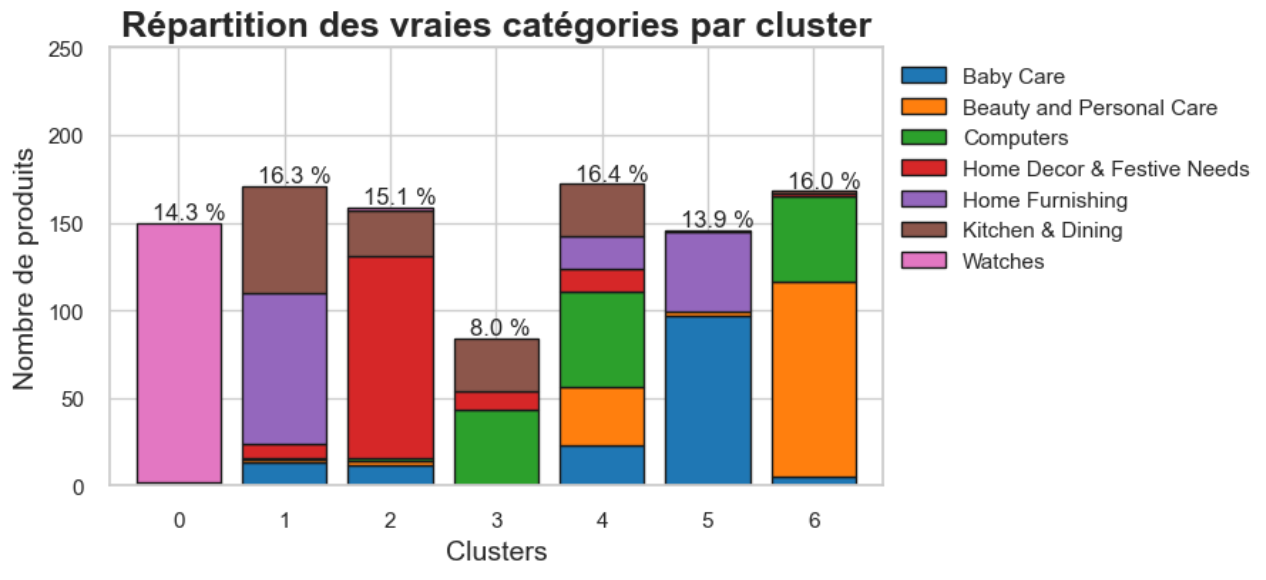 Répartition des vraies catégories par cluster
Nombre de produits
250
200
150
100
50
0
14.3 %
16.3 %
15.1 %
8.0 %
16.4 %
13.9 %
16.0 %
0 1 2 3 4 5 6
Clusters
Baby Care
Beauty and Personal Care
Computers
Home Decor & Festive Needs
Home Furnishing
Kitchen & Dining
Watches